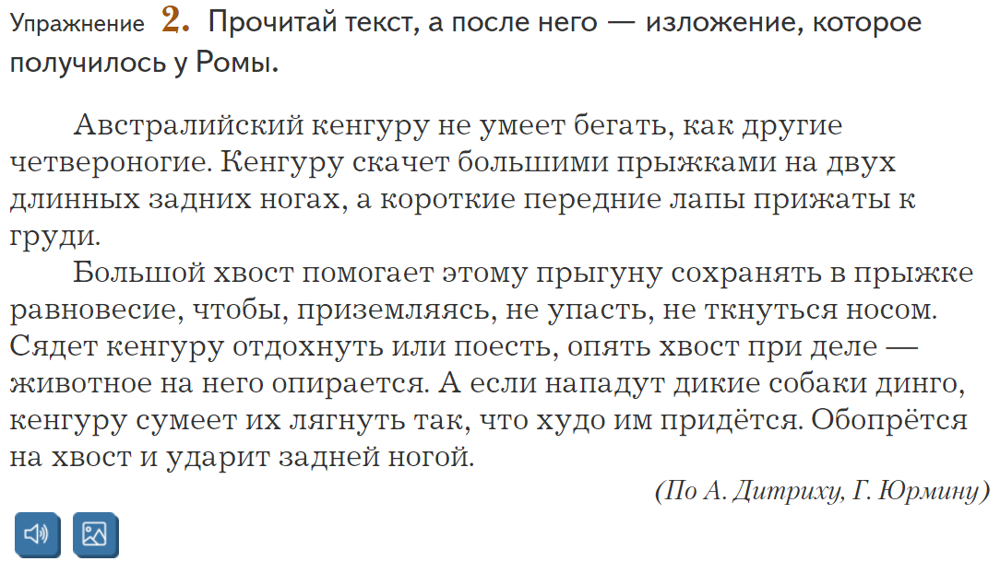 Упражнение 2. Прочитай текст, а после него — изложение, которое
получилось у Ромы.
Австралийский кенгуру не умеет бегать, как другие
четвероногие. Кенгуру скачет большими прыжками на двух
длинных задних ногах, а короткие передние лапы прижаты к
груди.
Большой хвост помогает этому прыгуну сохранять в прыжке
равновесие, чтобы, приземляясь, не упасть, не ткнуться носом.
Сядет кенгуру отдохнуть или поесть, опять хвост при деле —
животное на него опирается. А если нападут дикие собаки динго,
кенгуру сумеет их лягнуть так, что худо им придётся. Обопрётся
на хвост и ударит задней ногой.
(По А. Дитриху, Г. Юрмину)